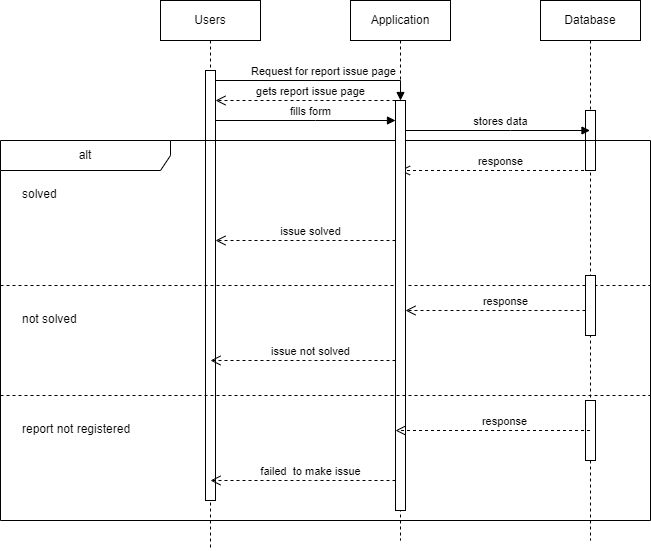 Users
Application
Database
Request for report issue page
gets report issue page
fills form
stores data
alt
response
solved
issue solved
response
not solved
issue not solved
response
report not registered
failed to make issue